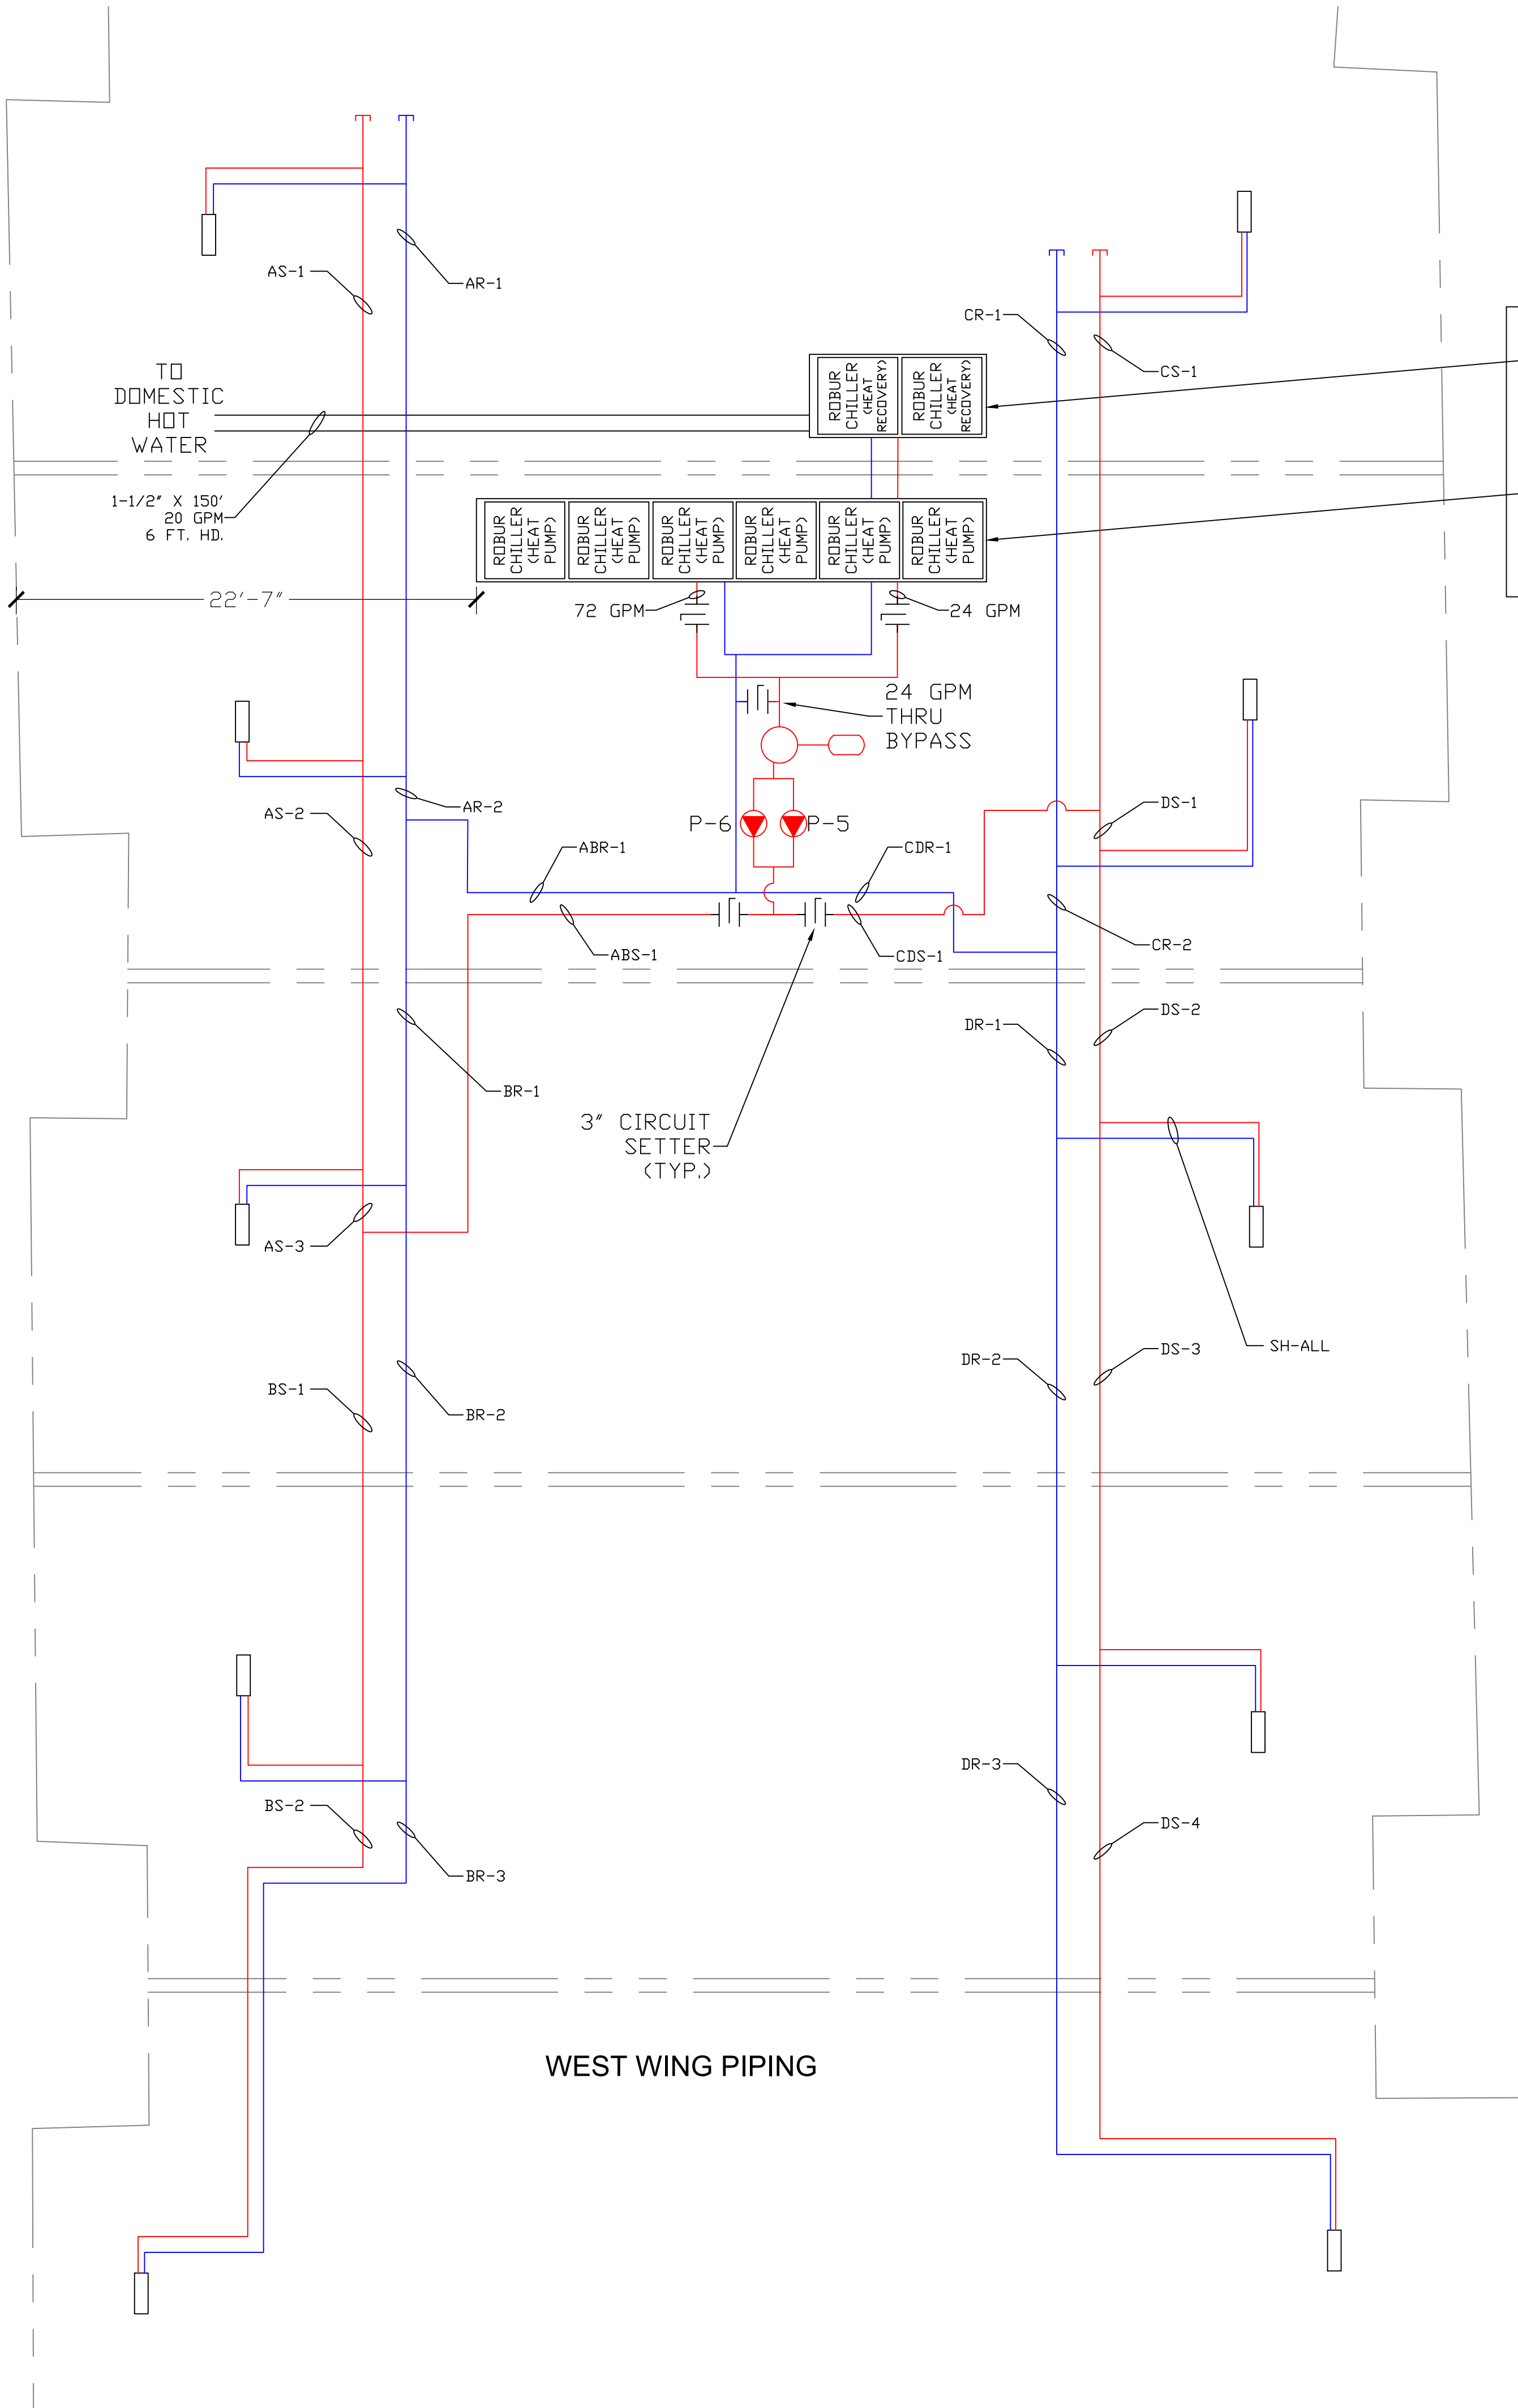 AS-1
AR-1
CR-1
CS-1
TO
DOMESTIC
HOT
WATER
ROBUR
CHILLER
(HEAT
RECOVERY)
ROBUR
CHILLER
(HEAT
RECOVERY)
1-1/2" X 150'
20 GPM
6 FT. HD.
ROBUR
CHILLER
(HEAT
PUMP)
ROBUR
CHILLER
(HEAT
PUMP)
ROBUR
CHILLER
(HEAT
PUMP)
ROBUR
CHILLER
(HEAT
PUMP)
ROBUR
CHILLER
(HEAT
PUMP)
ROBUR
CHILLER
(HEAT
PUMP)
22'-7"
72 GPM
24 GPM
24 GPM
THRU
BYPASS
AS-2
AR-2
P-6
P-5
DS-1
ABR-1
CDR-1
ABS-1
CDS-1
CR-2
DS-2
DR-1
BR-1
3" CIRCUIT
SETTER
(TYP.)
AS-3
SH-ALL
DS-3
DR-2
BS-1
BR-2
DR-3
BS-2
DS-4
BR-3
WEST WING PIPING